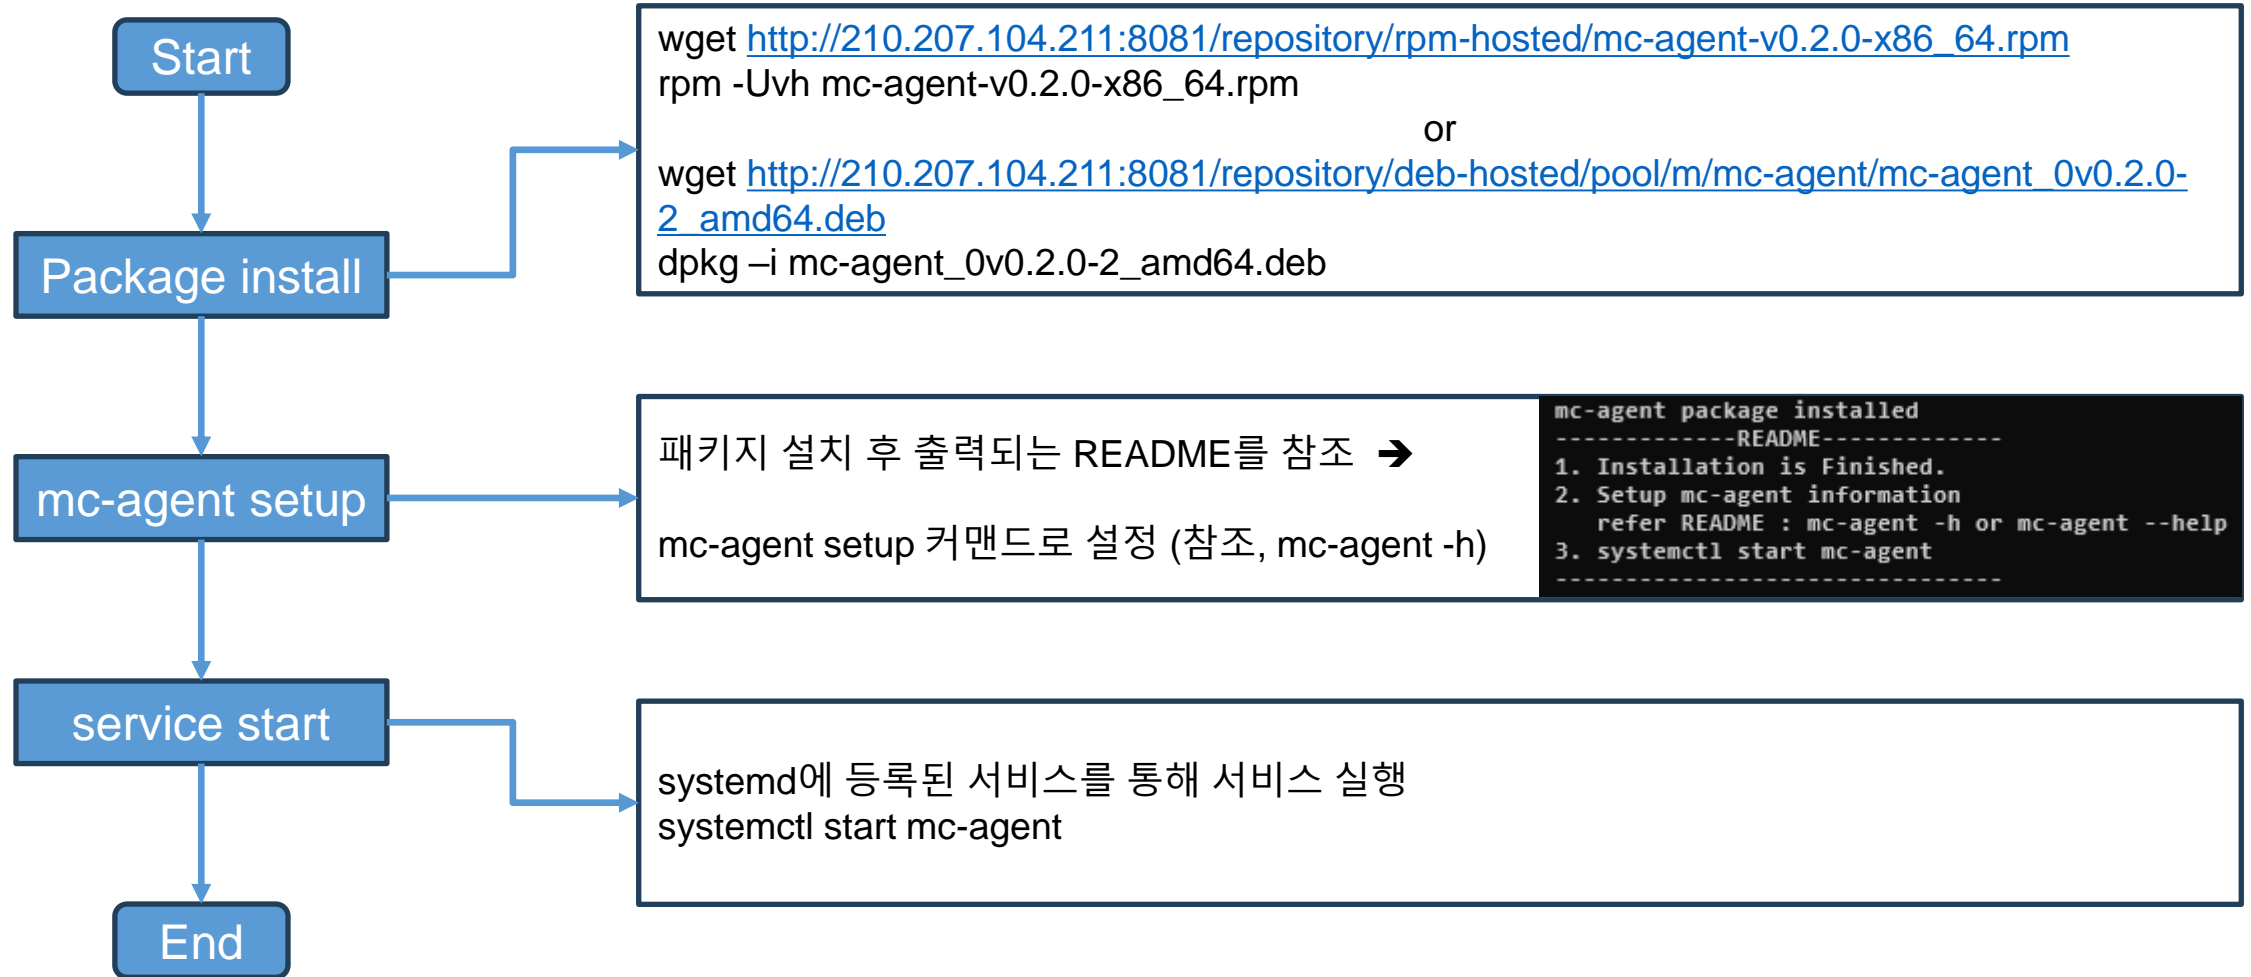 Start
wget http://210.207.104.211:8081/repository/rpm-hosted/mc-agent-v0.2.0-x86_64.rpm
rpm -Uvh mc-agent-v0.2.0-x86_64.rpm
or
wget http://210.207.104.211:8081/repository/deb-hosted/pool/m/mc-agent/mc-agent_0v0.2.0-
2_amd64.deb
dpkg –i mc-agent_0v0.2.0-2_amd64.deb
Package install
mc-agent setup
패키지 설치 후 출력되는 README를 참조 ➔
mc-agent setup 커맨드로 설정 (참조, mc-agent -h)
mc-agent package installed
-------------README-------------
1. Installation is Finished.
2. Setup mc-agent information
refer README : mc-agent -h or mc-agent --help
3. systemctl start mc-agent
--------------------------------
service start
systemd에 등록된 서비스를 통해 서비스 실행
systemctl start mc-agent
End